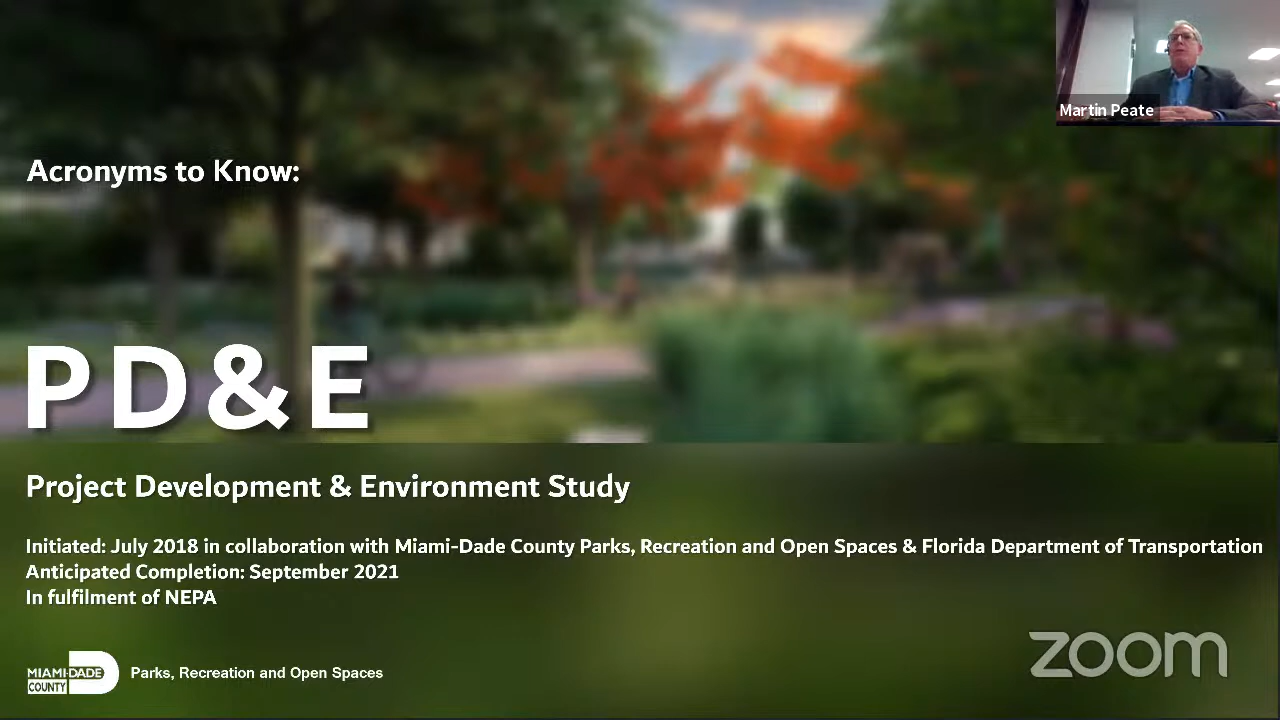 Martin Peate
Acronyms to Know:
PD&E
Project Development & Environment Study
Initiated: July 2018 in collaboration with Miami-Dade County Parks, Recreation and Open Spaces & Florida Department of Transportation
Anticipated Completion: September 2021
In fulfilment of NEPA
MIAMI-DADE
COUNTY
Parks, Recreation and Open Spaces
zoom